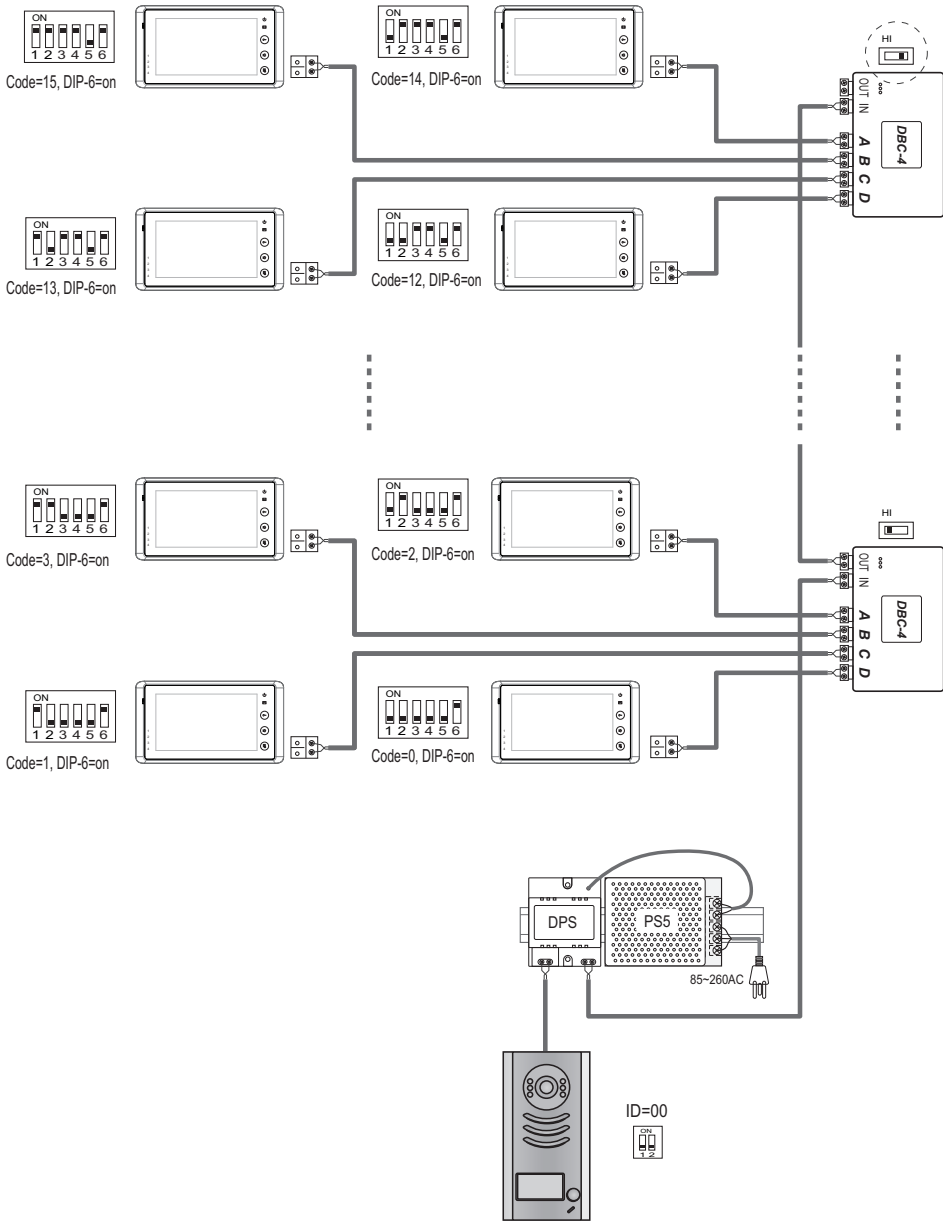 ON
1 2 3 4 5 6
Code=15, DIP-6=on
ON
1 2 3 4 5 6
Code=14, DIP-6=on
HI
OUT IN
A B C D
DBC-4
ON
1 2 3 4 5 6
Code=13, DIP-6=on
ON
1 2 3 4 5 6
Code=12, DIP-6=on
ON
1 2 3 4 5 6
Code=3, DIP-6=on
ON
1 2 3 4 5 6
Code=2, DIP-6=on
HI
OUT IN
A B C D
DBC-4
ON
1 2 3 4 5 6
Code=1, DIP-6=on
ON
1 2 3 4 5 6
Code=0, DIP-6=on
DPS
PS5
85~260AC
ID=00
ON
1 2